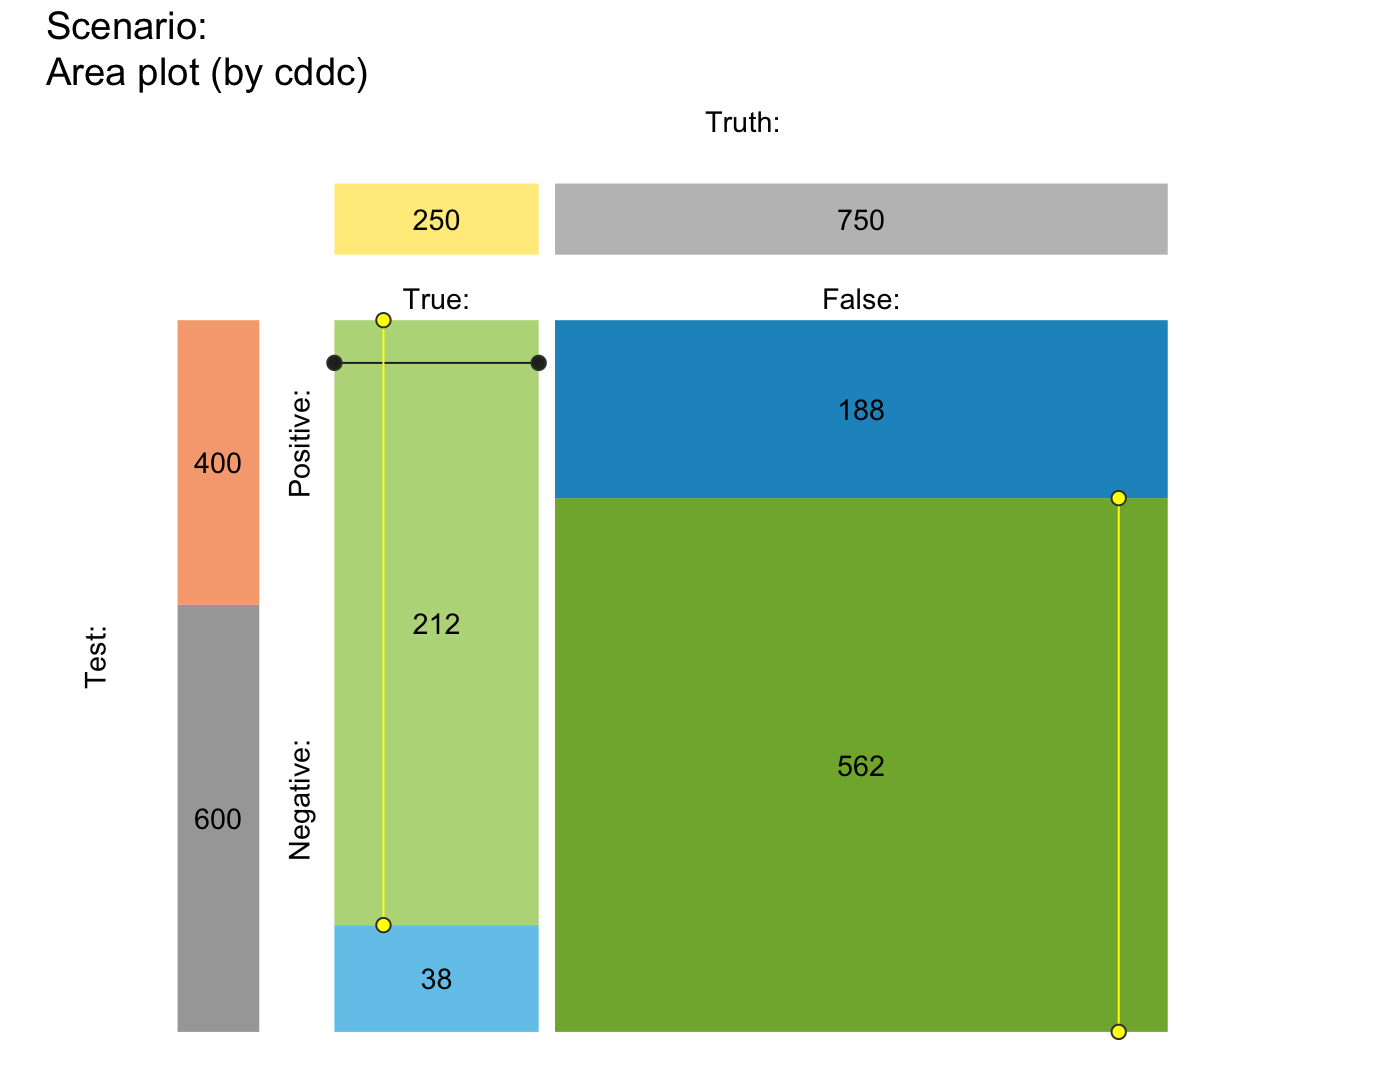 Scenario:
Area plot (by cddc)
Truth:
250
750
True:
False:
Positive:
188
400
212
Test:
562
Negative:
600
38